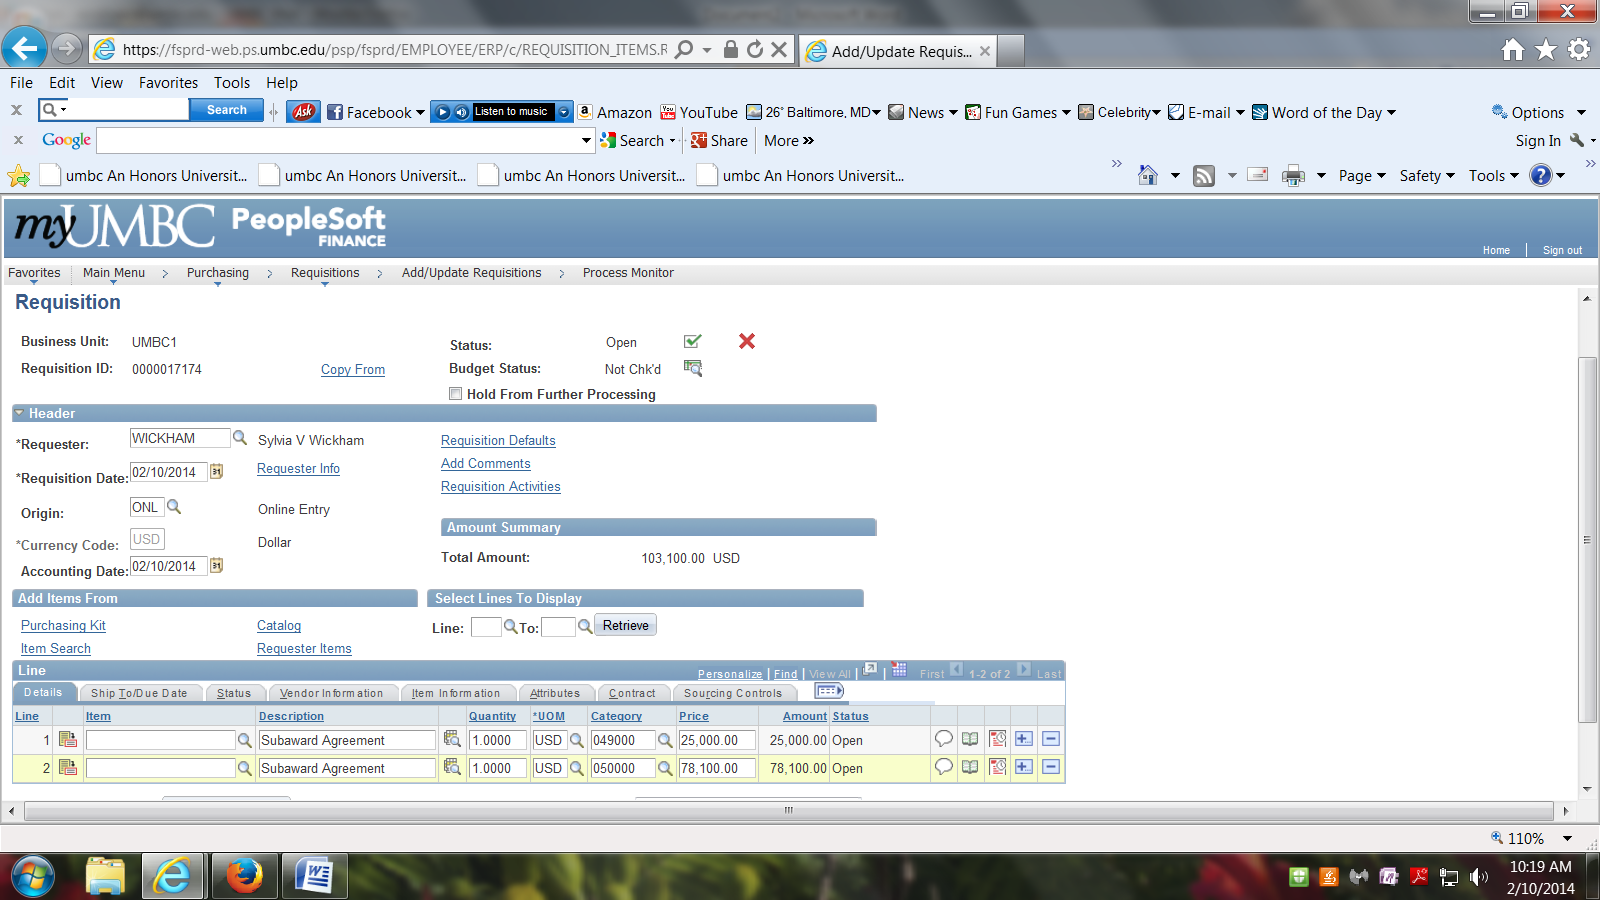 https://fsprd-web.ps.umbc.edu/psp/fsprd/EMPLOYEE/ERP/c/REQUISITION_ITEMS.R
Add/Update Requis...
File Edit View Favorites Tools Help
Search Ask Facebook Listen to music Amazon YouTube 26° Baltimore, MD News Fun Games Celebrity E-mail Word of the Day Options
Google Search Share More » Sign In
umbc An Honors Universit... umbc An Honors Universit... umbc An Honors Universit... umbc An Honors Universit... Page Safety Tools
myUMBC PeopleSoft
FINANCE
Home Sign out
Favorites Main Menu Purchasing Requisitions Add/Update Requisitions Process Monitor
Requisition
Business Unit: UMBC1 Status: Open
Requisition ID: 0000017174 Copy From Budget Status: Not Chk'd
Hold From Further Processing
Header
*Requester: WICKHAM Sylvia V Wickham Requisition Defaults
Add Comments
*Requisition Date: 02/10/2014 31 Requester Info
Requisition Activities
Origin: ONL Online Entry
Amount Summary
*Currency Code: USD Dollar
Total Amount: 103,100.00 USD
Accounting Date: 02/10/2014 31
Add Items From Select Lines To Display
Purchasing Kit Catalog Line: To: Retrieve
Item Search Requester Items
Line Personalize | Find | View All | First 1-2 of 2 Last
Details Ship To/Due Date Status Vendor Information Item Information Attributes Contract Sourcing Controls
Line Item Description Quantity *UOM Category Price Amount Status
1 Subaward Agreement 1.0000 USD 049000 25,000.00 25,000.00 Open
2 Subaward Agreement 1.0000 USD 050000 78,100.00 78,100.00 Open
110%
10:19 AM
2/10/2014